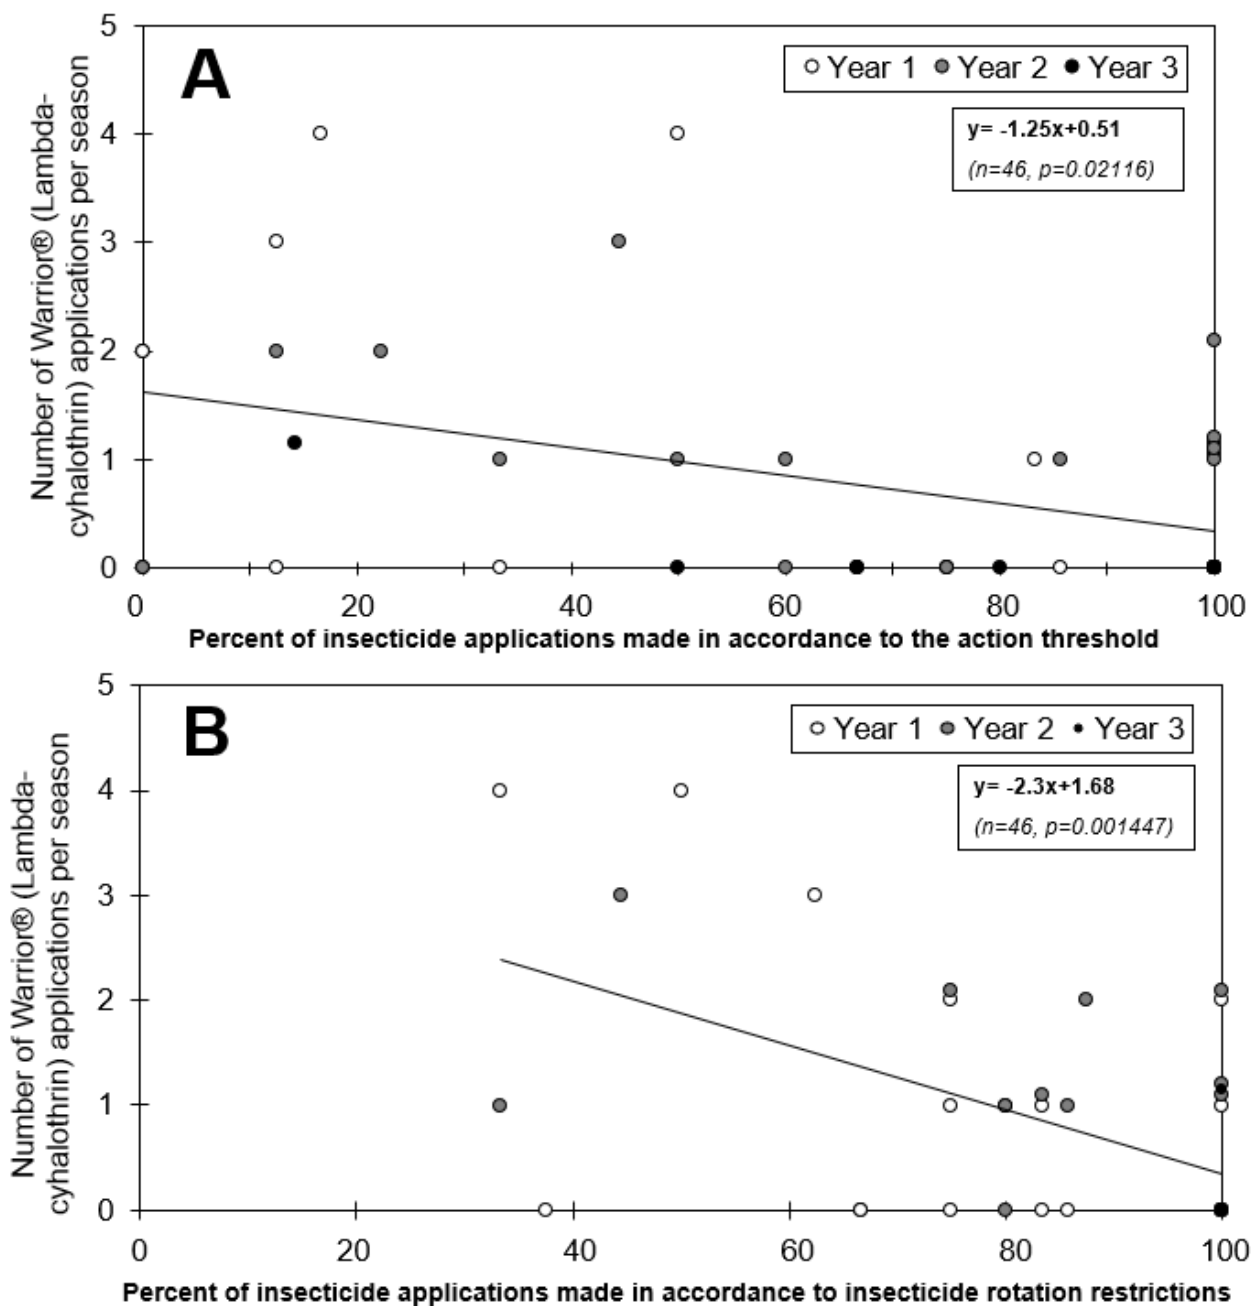 A
Number of Warrior® (Lambda-
cyhalothrin) applications per season
5
4
3
2
1
0
Year 1 Year 2 Year 3
y= -1.25x+0.51
(n=46, p=0.02116)
0 20 40 60 80 100
Percent of insecticide applications made in accordance to the action threshold
B
Number of Warrior® (Lambda-
cyhalothrin) applications per season
5
4
3
2
1
0
Year 1 Year 2 Year 3
y= -2.3x+1.68
(n=46, p=0.001447)
0 20 40 60 80 100
Percent of insecticide applications made in accordance to insecticide rotation restrictions